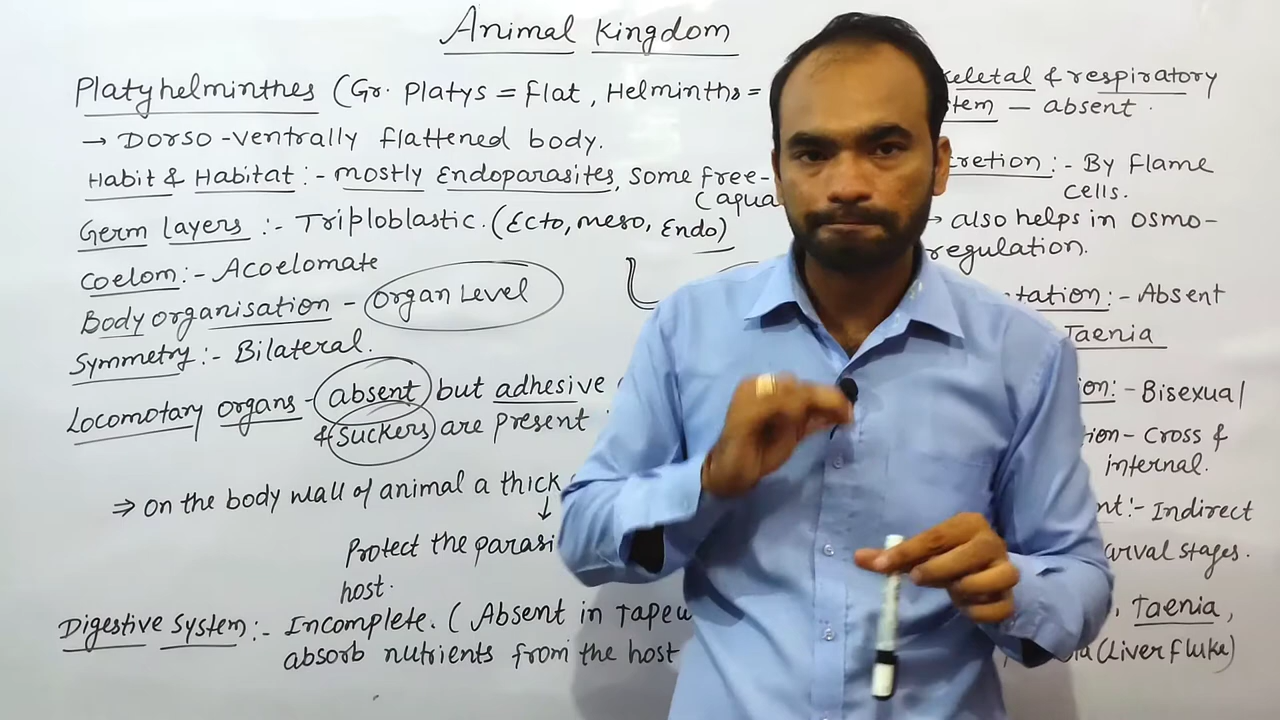 Animal Kingdom
Platyhelminthes (Gr. Platys = flat, Helminths =
→ Dorso-ventrally flattened body.
Habit & Habitat :- mostly Endoparasites, some free-
(aqua
Germ layers :- Triploblastic. (Ecto, meso, Endo)
Coelom :- Acoelomate
Body organisation - organ Level
Symmetry :- Bilateral.
Locomotary organs - absent but adhesive
& suckers are present
⇒ on the body wall of animal a thick
↓
Protect the parasi
host.
Digestive system :- Incomplete. (Absent in Tapew
absorb nutrients from the host
keletal & respiratory
stem — absent.
cretion :- By flame
cells.
→ also helps in osmo-
regulation.
tation :- Absent
Taenia
ion :- Bisexual
tion - Cross &
internal.
nt :- Indirect
arval stages.
, Taenia,
la (Liver fluke)